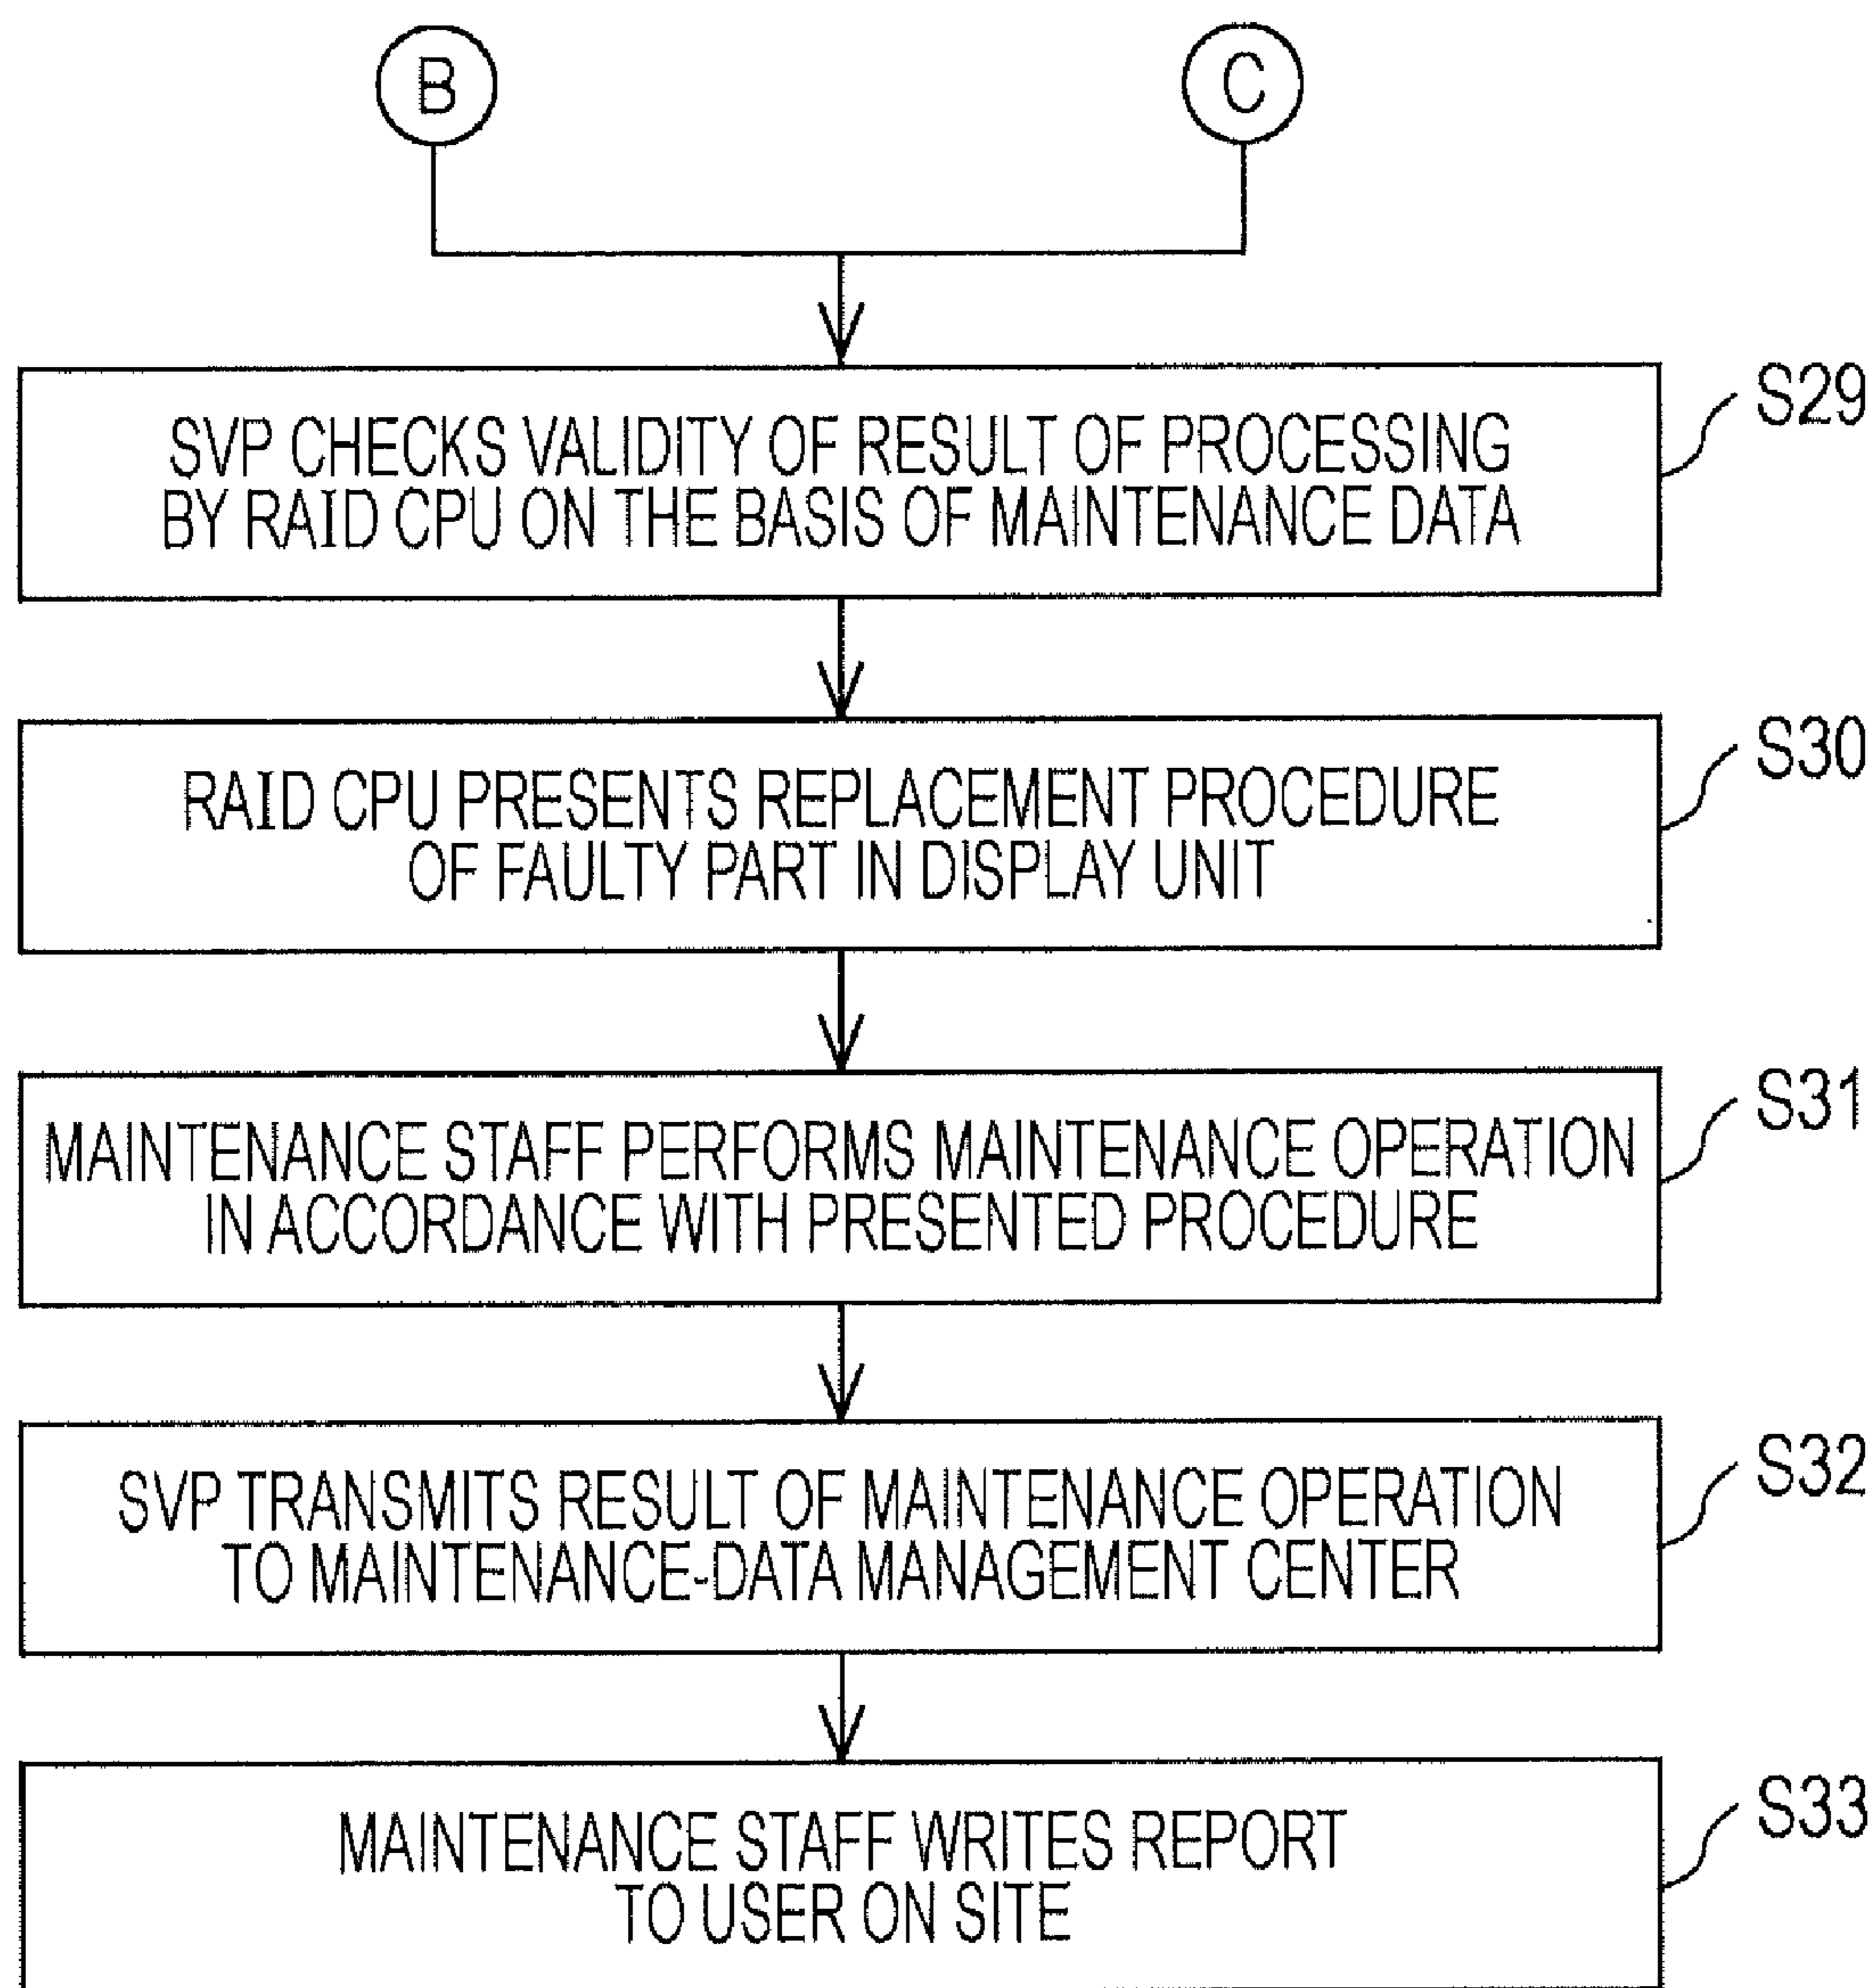 B
C
SVP CHECKS VALIDITY OF RESULT OF PROCESSING
BY RAID CPU ON THE BASIS OF MAINTENANCE DATA
S29
RAID CPU PRESENTS REPLACEMENT PROCEDURE
OF FAULTY PART IN DISPLAY UNIT
S30
MAINTENANCE STAFF PERFORMS MAINTENANCE OPERATION
IN ACCORDANCE WITH PRESENTED PROCEDURE
S31
SVP TRANSMITS RESULT OF MAINTENANCE OPERATION
TO MAINTENANCE-DATA MANAGEMENT CENTER
S32
MAINTENANCE STAFF WRITES REPORT
TO USER ON SITE
S33